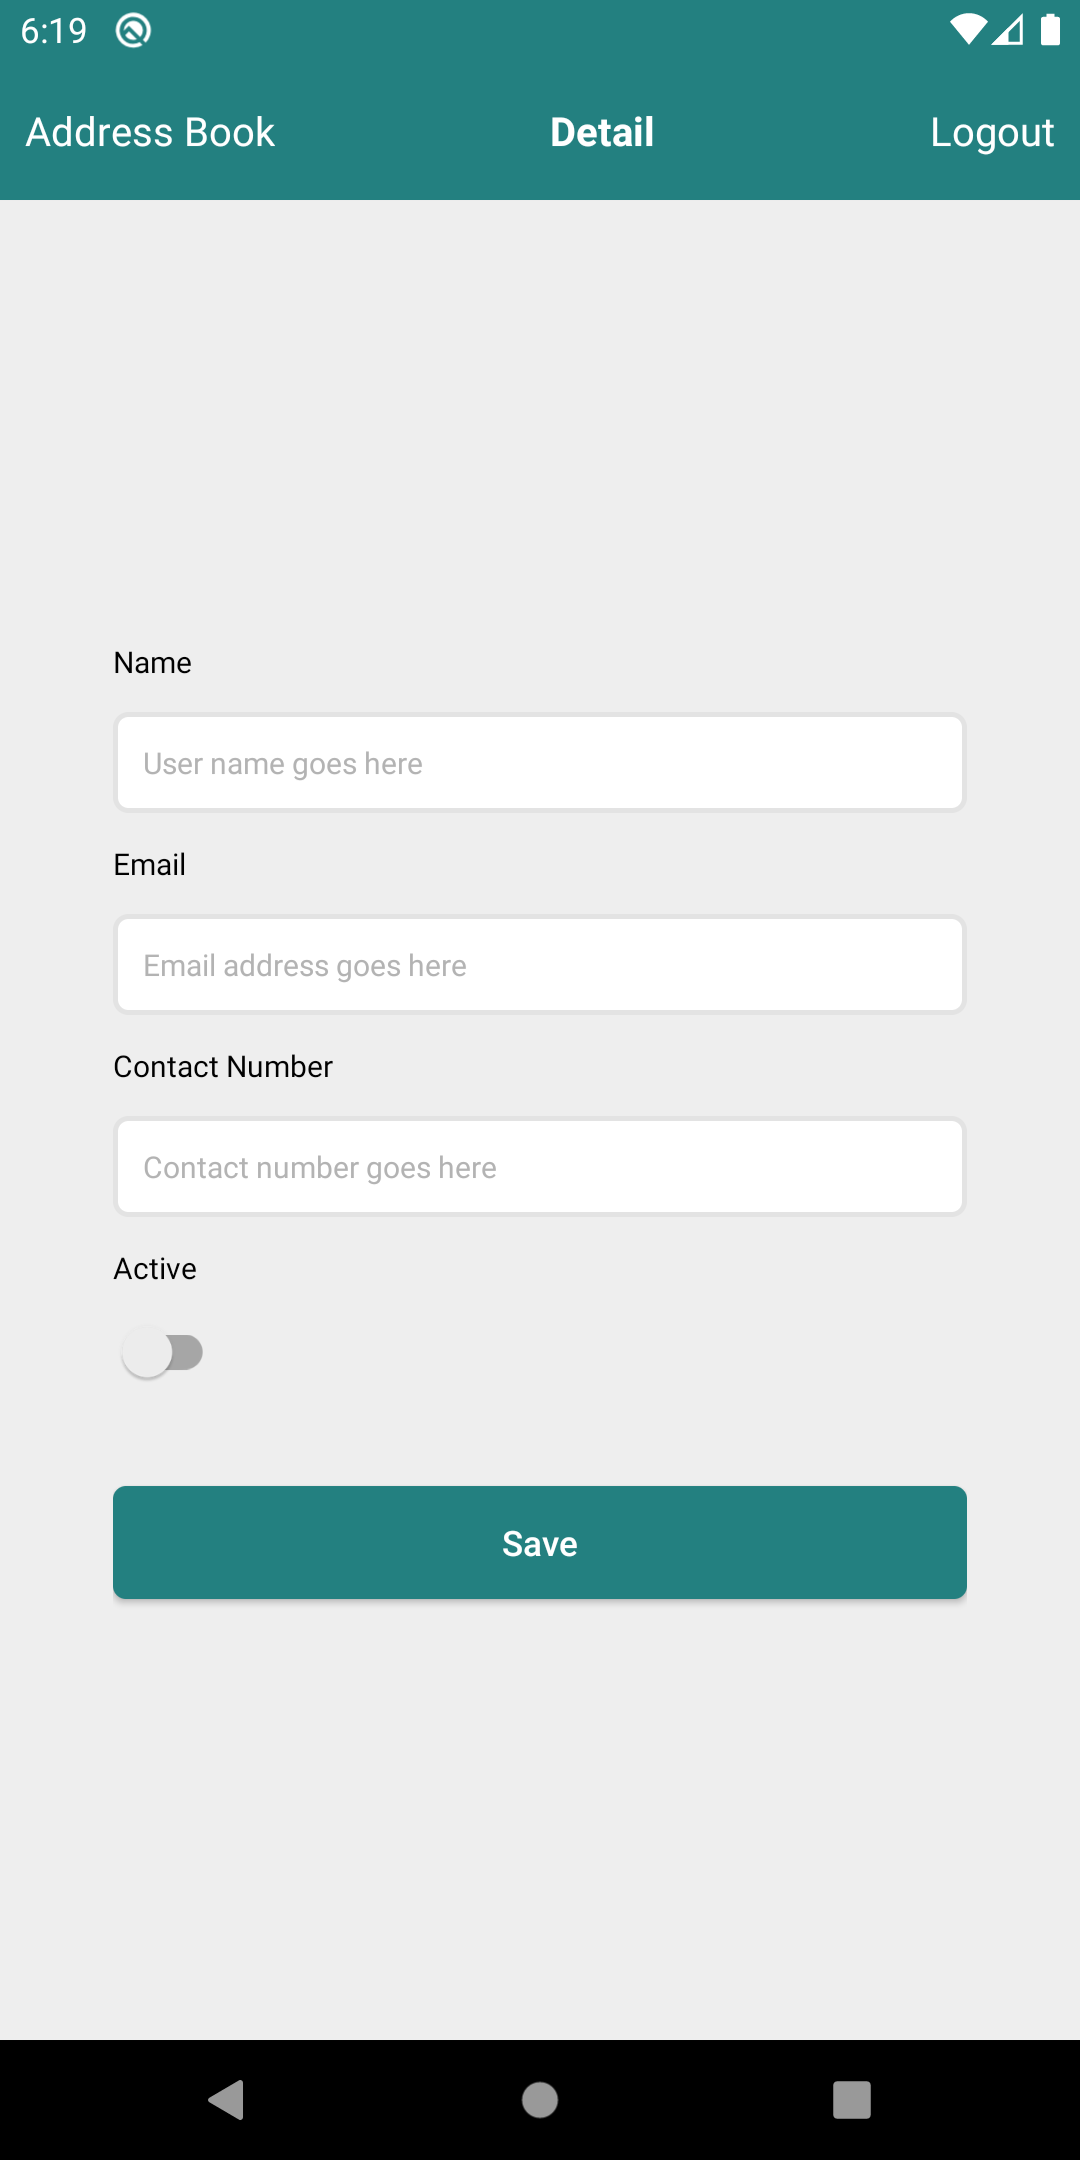 6:19
Address Book Detail Logout
Name
User name goes here
Email
Email address goes here
Contact Number
Contact number goes here
Active
Save